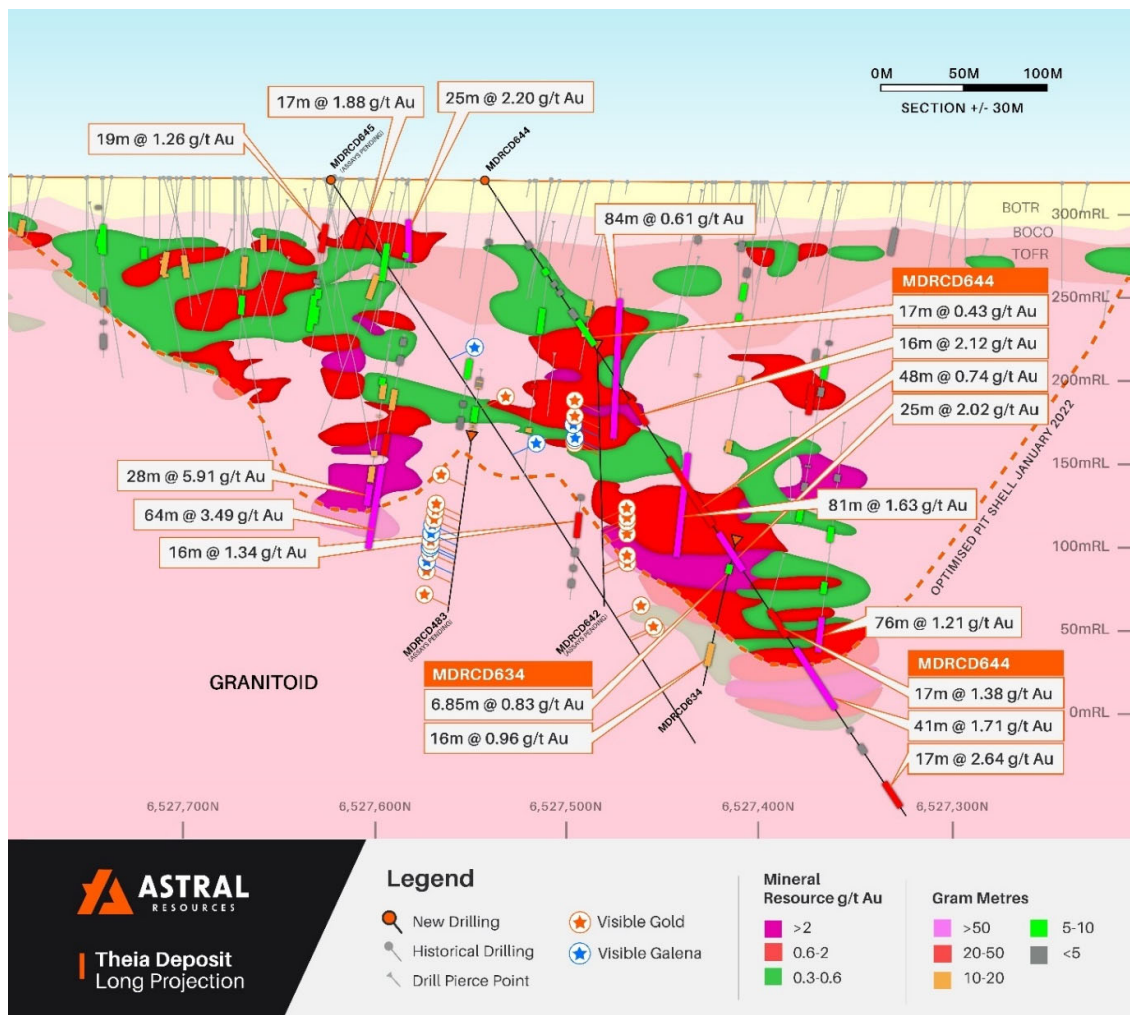 0M 50M 100M
SECTION +/- 30M
17m @ 1.88 g/t Au
25m @ 2.20 g/t Au
19m @ 1.26 g/t Au
MDRCD645
(ASSAYS PENDING)
MDRCD644
84m @ 0.61 g/t Au
BOTR
300mRL
BOCO
TOFR
250mRL
MDRCD644
17m @ 0.43 g/t Au
16m @ 2.12 g/t Au
48m @ 0.74 g/t Au
25m @ 2.02 g/t Au
200mRL
150mRL
OPTIMISED PIT SHELL JANUARY 2022
28m @ 5.91 g/t Au
64m @ 3.49 g/t Au
16m @ 1.34 g/t Au
81m @ 1.63 g/t Au
100mRL
MDRCD483
(ASSAYS PENDING)
MDRCD642
(ASSAYS PENDING)
76m @ 1.21 g/t Au
50mRL
GRANITOID
MDRCD634
6.85m @ 0.83 g/t Au
16m @ 0.96 g/t Au
MDRCD634
MDRCD644
17m @ 1.38 g/t Au
41m @ 1.71 g/t Au
17m @ 2.64 g/t Au
0mRL
6,527,700N 6,527,600N 6,527,500N 6,527,400N 6,527,300N
ASTRAL
RESOURCES
Theia Deposit
Long Projection
Legend
New Drilling
Historical Drilling
Drill Pierce Point
Visible Gold
Visible Galena
Mineral
Resource g/t Au
>2
0.6-2
0.3-0.6
Gram Metres
>50
20-50
10-20
5-10
<5